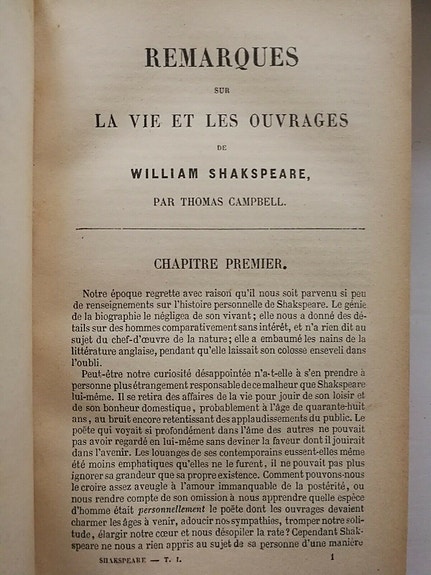 REMARQUES
SUR
LA VIE ET LES OUVRAGES
DE
WILLIAM SHAKSPEARE,
PAR THOMAS CAMPBELL.
CHAPITRE PREMIER.
Notre époque regrette avec raison qu'il nous soit parvenu si peu
de renseignements sur l'histoire personnelle de Shakspeare. Le génie
de la biographie le négligea de son vivant; elle nous a donné des dé-
tails sur des hommes comparativement sans intérêt, et n'a rien dit au
sujet du chef-d'œuvre de la nature; elle a embaumé les nains de la
littérature anglaise, pendant qu'elle laissait son colosse enseveli dans
l'oubli.
Peut-être notre curiosité désappointée n'a-t-elle à s'en prendre à
personne plus étrangement responsable de ce malheur que Shakspeare
lui-même. Il se retira des affaires de la vie pour jouir de son loisir et
de son bonheur domestique, probablement à l'âge de quarante-huit
ans, au bruit encore retentissant des applaudissements du public. Le
poëte qui voyait si profondément dans l'âme des autres ne pouvait
pas avoir regardé en lui-même sans deviner la faveur dont il jouirait
dans l'avenir. Les louanges de ses contemporains eussent-elles même
été moins emphatiques qu'elles ne le furent, il ne pouvait pas plus
ignorer sa grandeur que sa propre existence. Comment pouvons-nous
le croire assez aveugle à l'amour immanquable de la postérité, ou
nous rendre compte de son omission à nous apprendre quelle espèce
d'homme était personnellement le poëte dont les ouvrages devaient
charmer les âges à venir, adoucir nos sympathies, tromper notre soli-
tude, élargir notre cœur et nous désopiler la rate? Cependant Shak-
speare ne nous a rien appris au sujet de sa personne d'une manière
SHAKSPEARE — T. I. 1